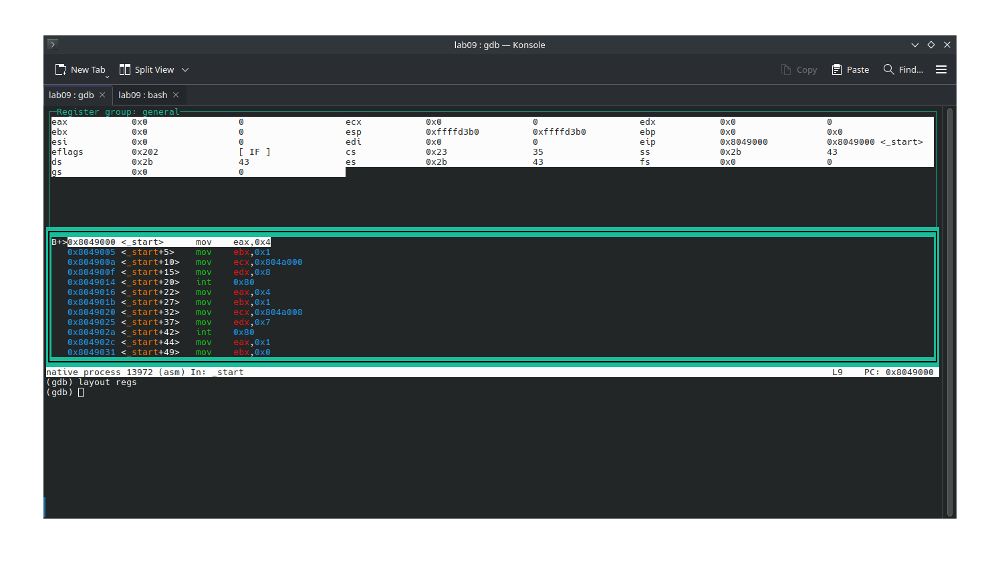 lab09 : gdb — Konsole
New Tab Split View Copy Paste Find...
lab09 : gdb lab09 : bash
Register group: general
eax 0x0 0 ecx 0x0 0 edx 0x0 0
ebx 0x0 0 esp 0xffffd3b0 0xffffd3b0 ebp 0x0 0x0
esi 0x0 0 edi 0x0 0 eip 0x8049000 0x8049000 <_start>
eflags 0x202 [ IF ] cs 0x23 35 ss 0x2b 43
ds 0x2b 43 es 0x2b 43 fs 0x0 0
gs 0x0 0
B+>0x8049000 <_start> mov eax,0x4
0x8049005 <_start+5> mov ebx,0x1
0x804900a <_start+10> mov ecx,0x804a000
0x804900f <_start+15> mov edx,0x8
0x8049014 <_start+20> int 0x80
0x8049016 <_start+22> mov eax,0x4
0x804901b <_start+27> mov ebx,0x1
0x8049020 <_start+32> mov ecx,0x804a008
0x8049025 <_start+37> mov edx,0x7
0x804902a <_start+42> int 0x80
0x804902c <_start+44> mov eax,0x1
0x8049031 <_start+49> mov ebx,0x0
native process 13972 (asm) In: _start L9 PC: 0x8049000
(gdb) layout regs
(gdb)